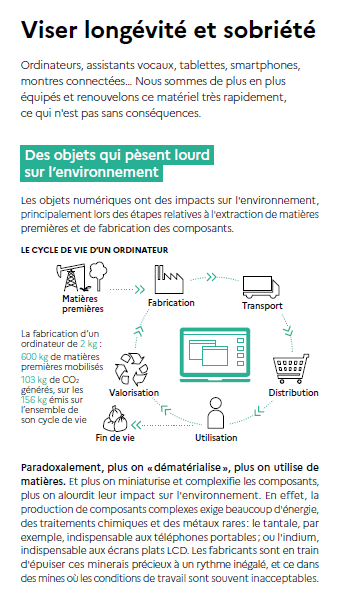 Viser longévité et sobriété
Ordinateurs, assistants vocaux, tablettes, smartphones,
montres connectées... Nous sommes de plus en plus
équipés et renouvelons ce matériel très rapidement,
ce qui n'est pas sans conséquences.
Des objets qui pèsent lourd
sur l'environnement
Les objets numériques ont des impacts sur l'environnement,
principalement lors des étapes relatives à l'extraction de matières
premières et de fabrication des composants.
LE CYCLE DE VIE D'UN ORDINATEUR
Matières
premières
Fabrication
Transport
La fabrication d'un
ordinateur de 2 kg :
600 kg de matières
premières mobilisés
103 kg de CO₂
générés, sur les
156 kg émis sur
l'ensemble de
son cycle de vie
Valorisation
Distribution
Fin de vie
Utilisation
Paradoxalement, plus on « dématérialise », plus on utilise de
matières. Et plus on miniaturise et complexifie les composants,
plus on alourdit leur impact sur l'environnement. En effet, la
production de composants complexes exige beaucoup d'énergie,
des traitements chimiques et des métaux rares : le tantale, par
exemple, indispensable aux téléphones portables ; ou l'indium,
indispensable aux écrans plats LCD. Les fabricants sont en train
d'épuiser ces minerais précieux à un rythme inégalé, et ce dans
des mines où les conditions de travail sont souvent inacceptables.